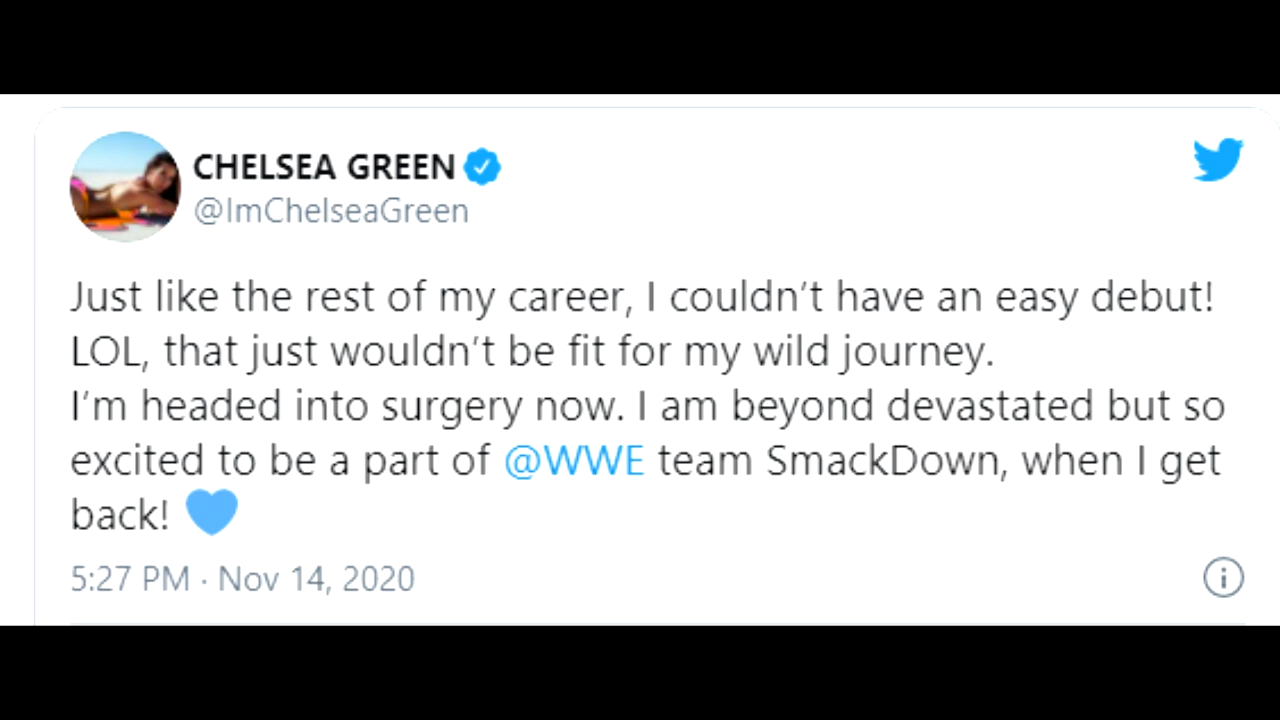 CHELSEA GREEN
@ImChelseaGreen
Just like the rest of my career, I couldn’t have an easy debut!
LOL, that just wouldn’t be fit for my wild journey.
I’m headed into surgery now. I am beyond devastated but so
excited to be a part of @WWE team SmackDown, when I get
back! 💙
5:27 PM · Nov 14, 2020